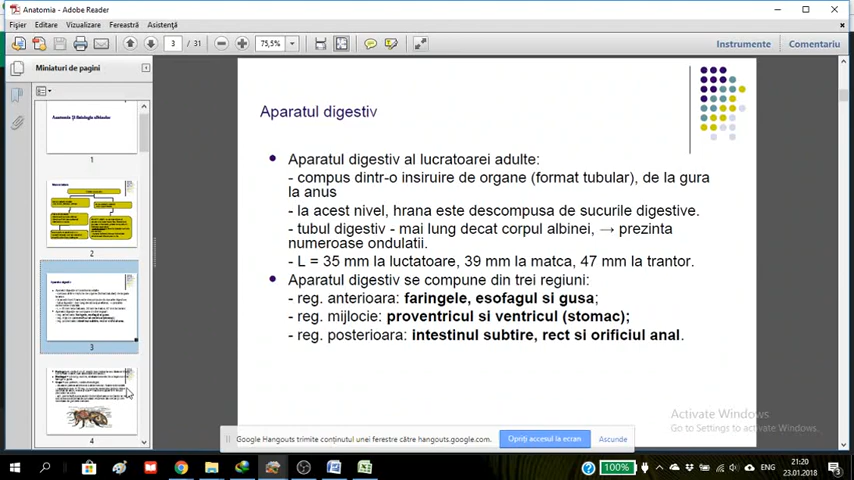 Anatomia - Adobe Reader
Fișier Editare Vizualizare Fereastră Asistență
3 / 31 75,5% Instrumente Comentariu
Miniaturi de pagini
1
2
3
4
Aparatul digestiv
Aparatul digestiv al lucratoarei adulte:
- compus dintr-o insiruire de organe (format tubular), de la gura
la anus
- la acest nivel, hrana este descompusa de sucurile digestive.
- tubul digestiv - mai lung decat corpul albinei, → prezinta
numeroase ondulatii.
- L = 35 mm la luctatoare, 39 mm la matca, 47 mm la trantor.
Aparatul digestiv se compune din trei regiuni:
- reg. anterioara: faringele, esofagul si gusa;
- reg. mijlocie: proventricul si ventricul (stomac);
- reg. posterioara: intestinul subtire, rect si orificiul anal.
Activate Windows
Go to Settings to activate Windows.
Google Hangouts trimite conținutul unei ferestre către hangouts.google.com. Opriți accesul la ecran Ascunde
100% ENG 21:20
23.01.2018